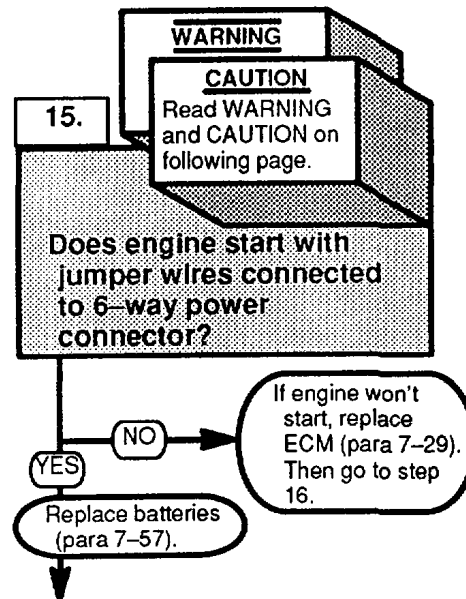 WARNING
CAUTION
Read WARNING
and CAUTION on
following page.
15.
Does engine start with
jumper wires connected
to 6–way power
connector?
NO
If engine won't
start, replace
ECM (para 7–29).
Then go to step
16.
YES
Replace batteries
(para 7–57).